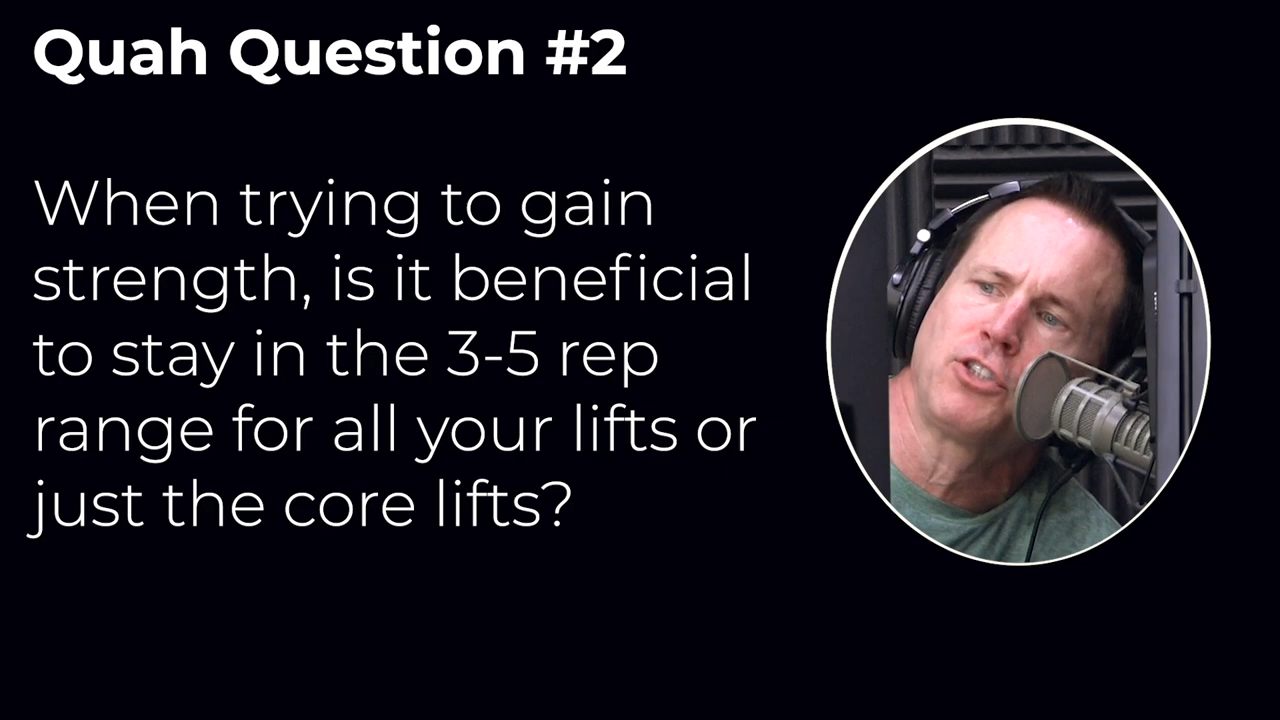 Quah Question #2
When trying to gain
strength, is it beneficial
to stay in the 3-5 rep
range for all your lifts or
just the core lifts?